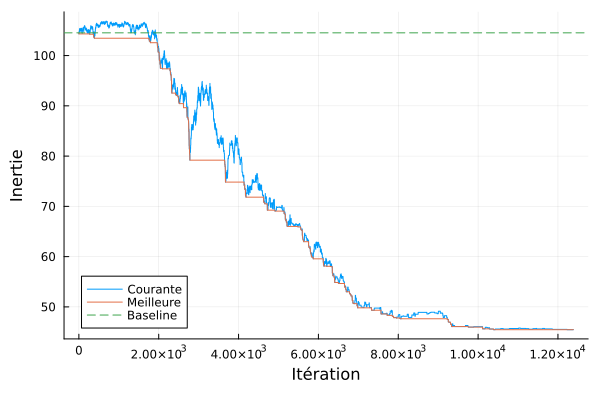 100
90
80
70
60
50
Inertie
Courante
Meilleure
Baseline
0 2.00×10³ 4.00×10³ 6.00×10³ 8.00×10³ 1.00×10⁴ 1.20×10⁴
Itération